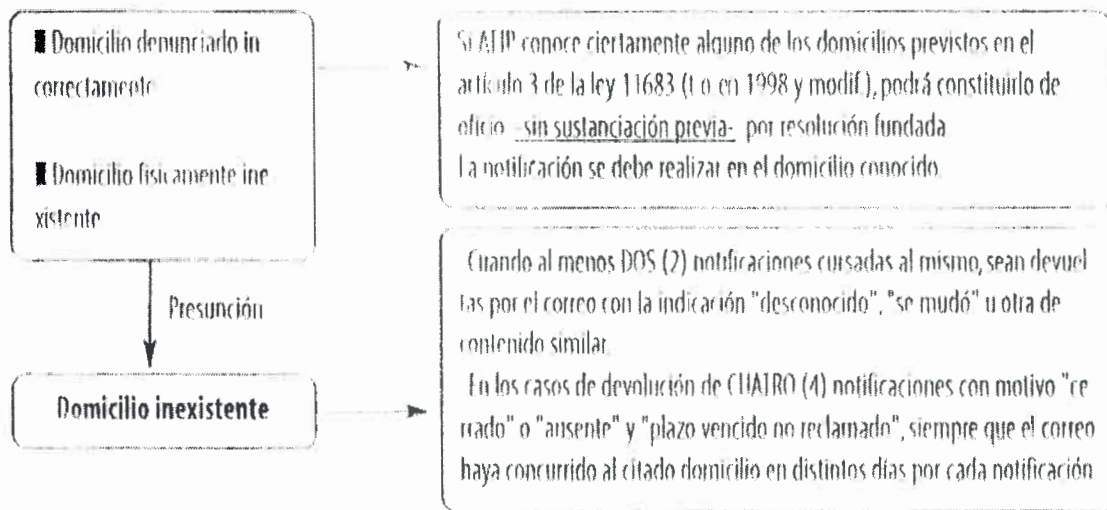 ■ Domicilio denunciado in
correctamente
■ Domicilio fisicamente ine
xistente
Si AFIP conoce ciertamente alguno de los domicilios previstos en el
artículo 3 de la ley 11683 (t o en 1998 y modif.), podrá constituirlo de
oficio -sin sustanciación previa- por resolución fundada
La notificación se debe realizar en el domicilio conocido
Presunción
Domicilio inexistente
Cuando al menos DOS (2) notificaciones cursadas al mismo, sean devuel
tas por el correo con la indicación "desconocido", "se mudó" u otra de
contenido similar
En los casos de devolución de CUATRO (4) notificaciones con motivo "ce
rrado" o "ausente" y "plazo vencido no reclamado", siempre que el correo
haya concurrido al citado domicilio en distintos días por cada notificación